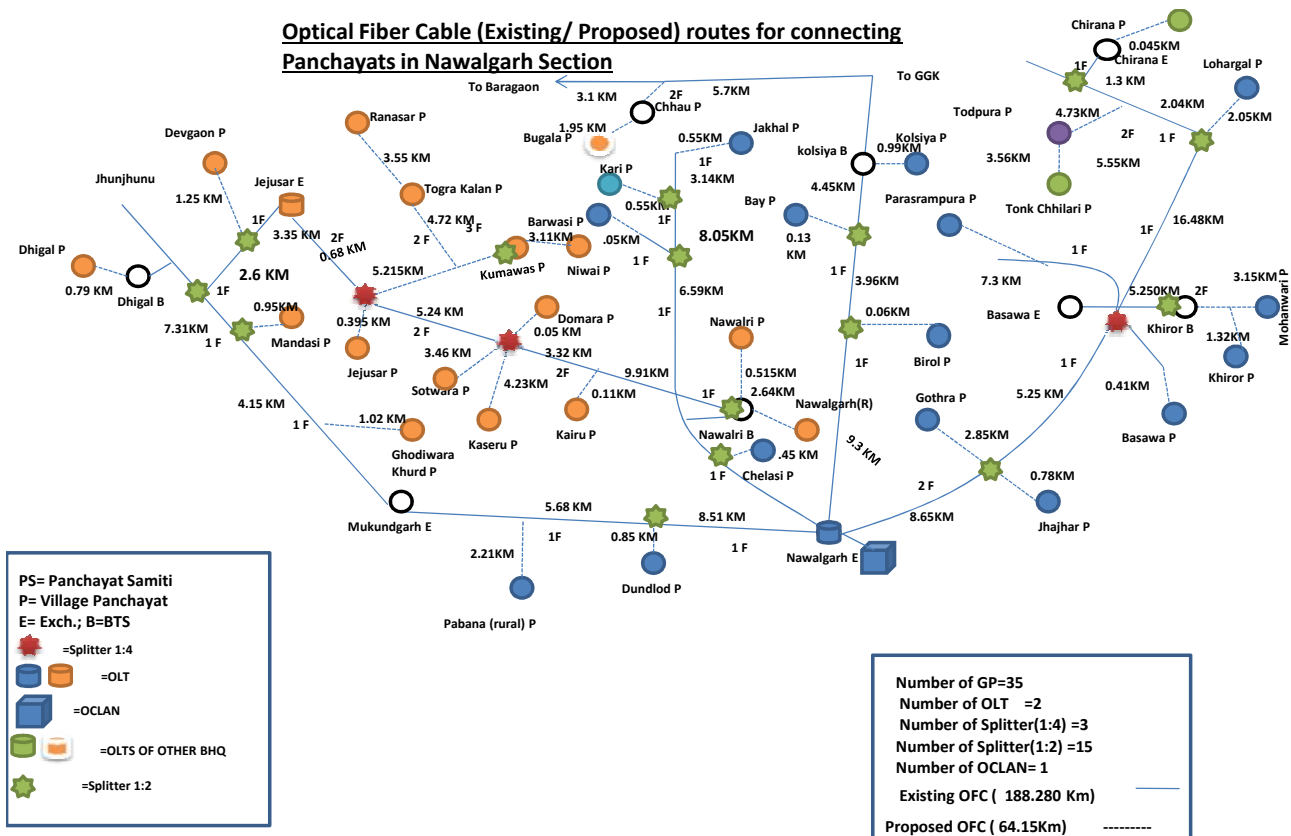 Optical Fiber Cable (Existing/ Proposed) routes for connecting
Panchayats in Nawalgarh Section
Chirana P
0.045KM
Chirana E
1F
1.3 KM
Lohargal P
To Baragaon
3.1 KM
2F
5.7KM
To GGK
Chhau P
1.95 KM
Bugala P
Todpura P
4.73KM
2.04KM
2.05KM
2F
1 F
Ranasar P
Devgaon P
3.55 KM
0.55KM
Jakhal P
1F
kolsiya B
0.99KM
Kolsiya P
3.56KM
5.55KM
Tonk Chhilari P
Jhunjhunu
Jejusar E
1.25 KM
1F
3.35 KM
Togra Kalan P
4.72 KM
3 F
2 F
Kari P
3.14KM
0.55KM
1F
4.45KM
Bay P
Parasrampura P
16.48KM
1F
Barwasi P
3.11KM
.05KM
8.05KM
0.13
KM
1 F
Dhigal P
0.79 KM
Dhigal B
2F
0.68 KM
2.6 KM
5.215KM
Kumawas P
Niwai P
1 F
1 F
3.96KM
7.3 KM
3.15KM
5.250KM
2F
Mohanwari P
1F
0.95KM
Mandasi P
7.31KM
1 F
0.395KM
Jejusar P
5.24 KM
2 F
Domara P
0.05 KM
6.59KM
1F
Nawalri P
0.06KM
Birol P
Basawa E
Khiror B
1.32KM
Khiror P
3.46 KM
Sotwara P
3.32 KM
2F
9.91KM
0.515KM
1F
1 F
5.25 KM
0.41KM
Basawa P
4.15 KM
1 F
1.02 KM
Ghodiwara
Khurd P
4.23KM
Kaseru P
0.11KM
Kairu P
1F
2.64KM
Nawalgarh(R)
Nawalri B
.45 KM
Chelasi P
1 F
9.3 KM
Gothra P
2.85KM
0.78KM
Jhajhar P
2 F
8.65KM
Mukundgarh E
5.68 KM
1F
0.85 KM
8.51 KM
1 F
Nawalgarh E
2.21KM
Pabana (rural) P
Dundlod P
PS= Panchayat Samiti
P= Village Panchayat
E= Exch.; B=BTS
=Splitter 1:4
=OLT
=OCLAN
=OLTS OF OTHER BHQ
=Splitter 1:2
Number of GP=35
Number of OLT =2
Number of Splitter(1:4) =3
Number of Splitter(1:2) =15
Number of OCLAN= 1
Existing OFC ( 188.280 Km)
Proposed OFC ( 64.15Km) ---------